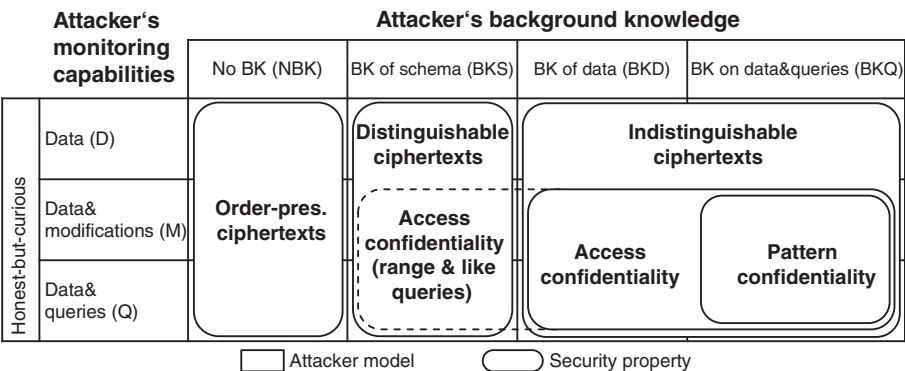 Attacker‘s background knowledge
Attacker‘s
monitoring
capabilities
No BK (NBK)
BK of schema (BKS)
BK of data (BKD)
BK on data&queries (BKQ)
Honest-but-curious
Data (D)
Data&
modifications (M)
Data&
queries (Q)
Order-pres.
ciphertexts
Distinguishable
ciphertexts
Access
confidentiality
(range & like
queries)
Indistinguishable
ciphertexts
Access
confidentiality
Pattern
confidentiality
Attacker model
Security property